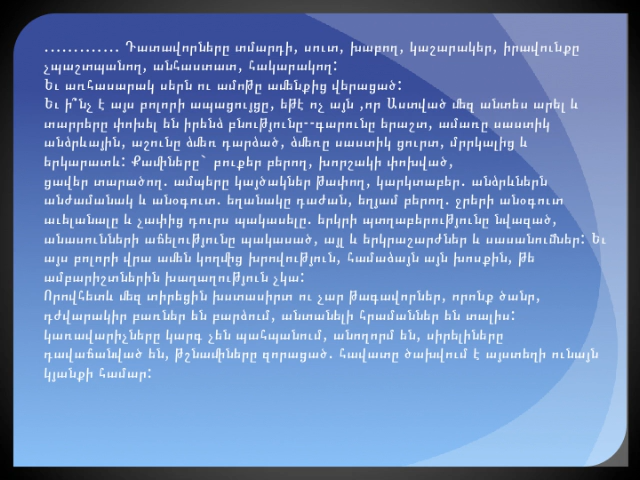 ............. Դատավորները տմարդի, սուտ, խաբող, կաշարակեր, իրավունքը
չպաշտպանող, անհաստատ, հակարակող:
Եւ առհասարակ սերն ու ամոթը ամենքից վերացած:
Եւ ի՞նչ է այս բոլորի ապացույցը, եթէ ոչ այն ,որ Աստված մեզ անտես արել և
տարրերը փոխել են իրենձ բնությունը--գարունը երաշտ, ամառը սաստիկ
անձրևային, աշունը ձմեռ դարձած, ձմեռը սաստիկ ցուրտ, մրրկալից և
երկարատև: Քամիները՝ բուքեր բերող, խորշակի փոխված,
ցավեր տարածող. ամպերը կայծակներ թափող, կարկտաբեր. անձրևներն
անժամանակ և անօգուտ. եղանակը դաժան, եղյամ բերող. ջրերի անօգուտ
աւելանալը և չափից դուրս պակասելը. երկրի պտղաբերությունը նվազած,
անասունների աճելությունը պակասած, այլ և երկրաշարժներ և սասանումներ: Եւ
այս բոլորի վրա ամեն կողմից խռովություն, համաձայն այն խոսքին, թե
ամբարիշտներին խաղաղություն չկա:
Որովհետև մեզ տիրեցին խստասիրտ ու չար թագավորներ, որոնք ծանր,
դժվարակիր բառներ են բարձում, անտանելի հրամաններ են տալիս:
կառավարիչները կարգ չեն պահպանում, անողորմ են, սիրելիները
դավաճանված են, թշնամիները զորացած. հավատը ծախվում է այստեղի ունայն
կյանքի համար: